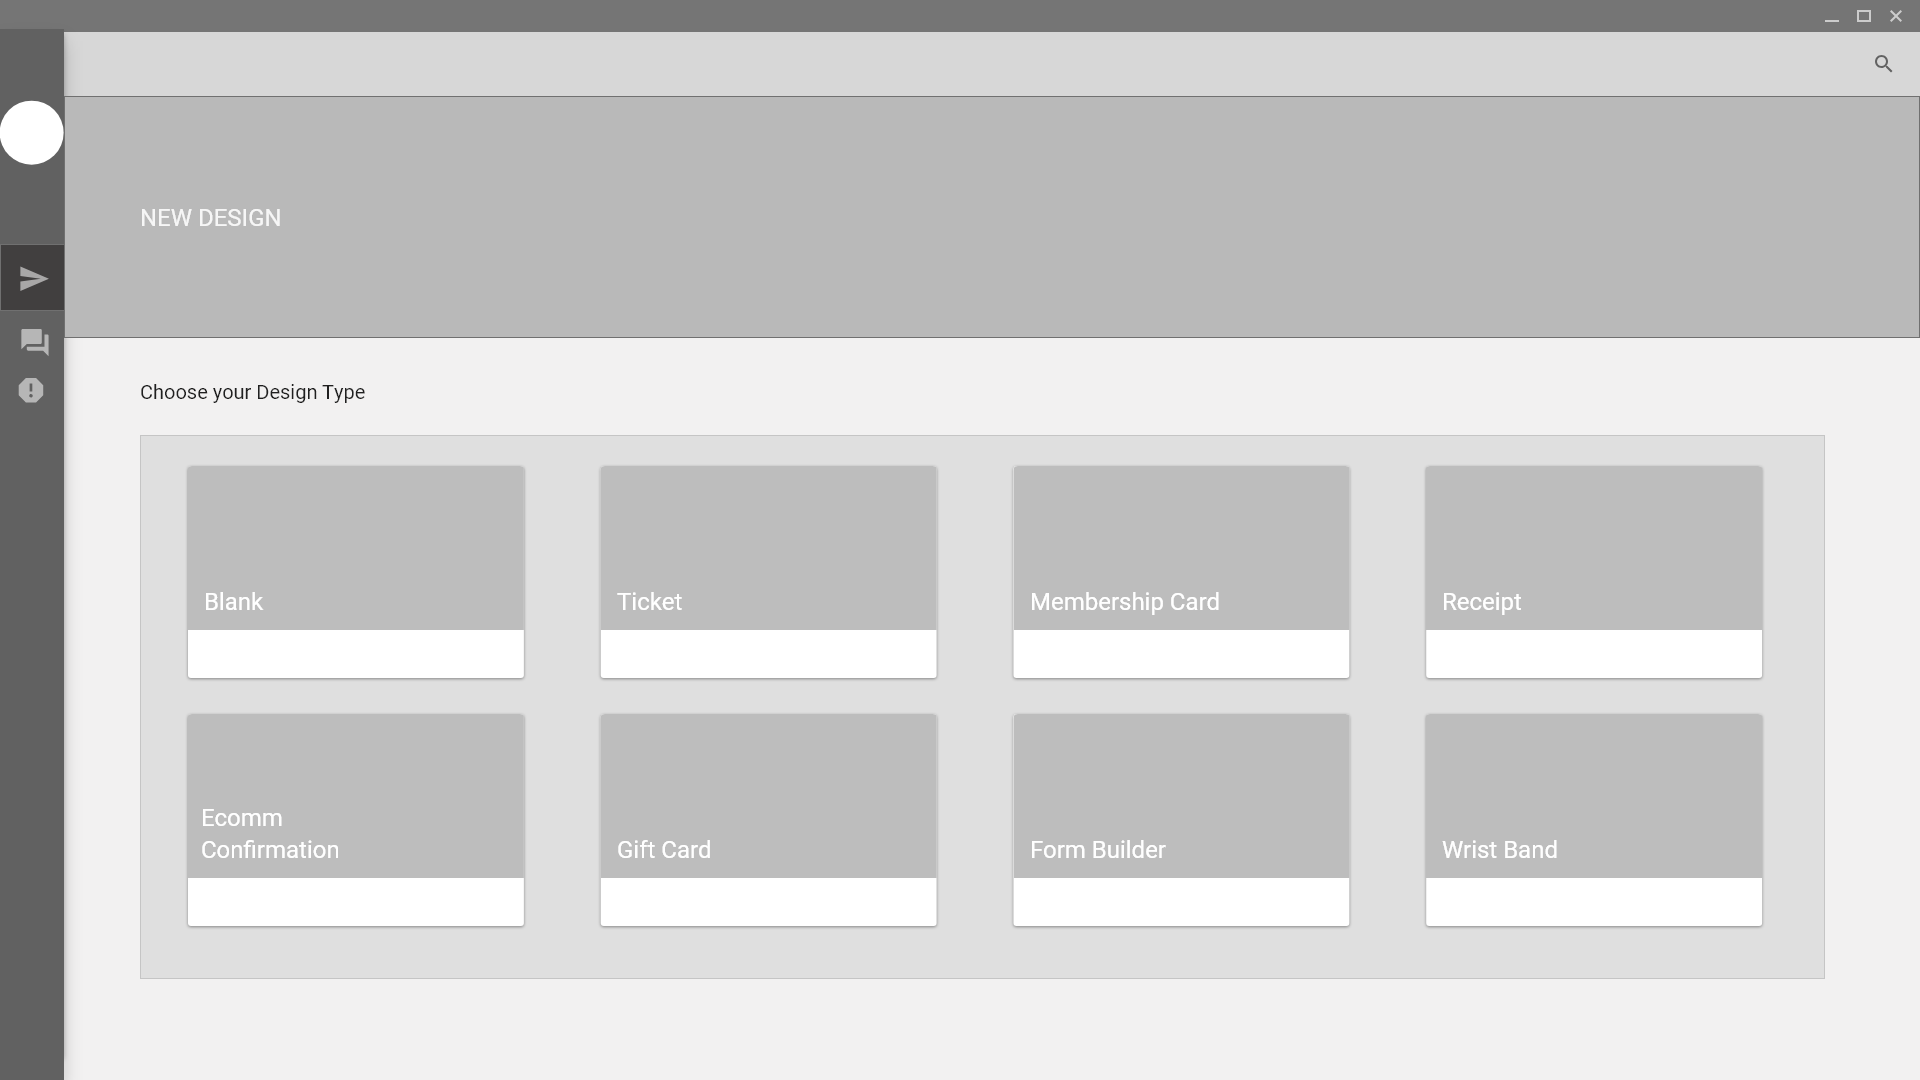 NEW DESIGN
Choose your Design Type
Blank
Ticket
Membership Card
Receipt
Ecomm
Confirmation
Gift Card
Form Builder
Wrist Band